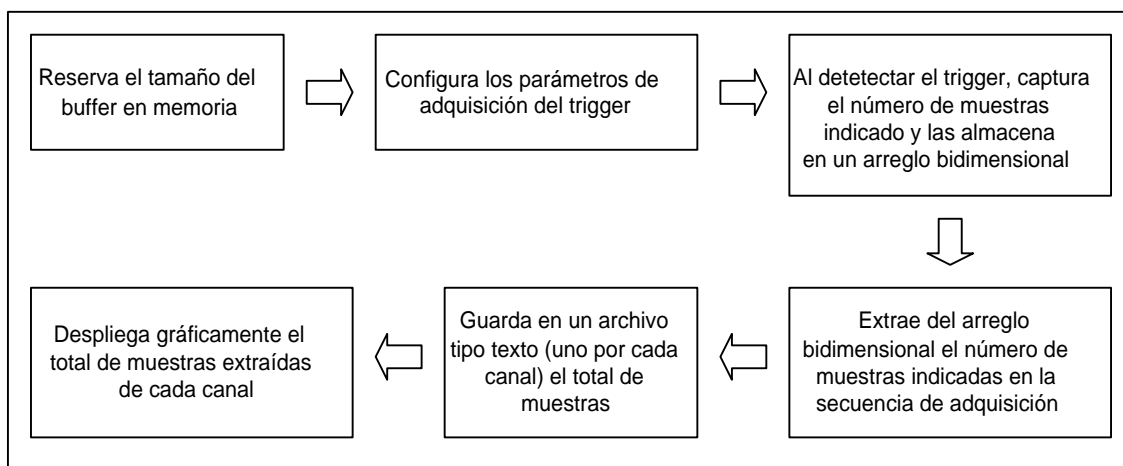 Reserva el tamaño del
buffer en memoria
Configura los parámetros de
adquisición del trigger
Al detetectar el trigger, captura
el número de muestras
indicado y las almacena
en un arreglo bidimensional
Extrae del arreglo
bidimensional el número de
muestras indicadas en la
secuencia de adquisición
Guarda en un archivo
tipo texto (uno por cada
canal) el total de
muestras
Despliega gráficamente el
total de muestras extraídas
de cada canal